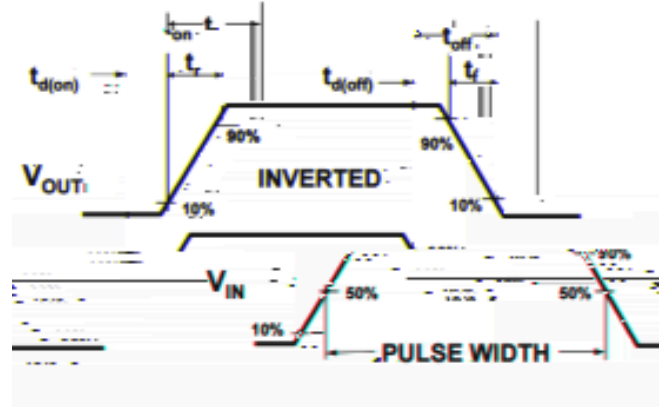 ton
toff
td(on)
tr
td(off)
tf
90%
90%
VOUT
INVERTED
10%
10%
90%
VIN
50%
50%
10%
PULSE WIDTH